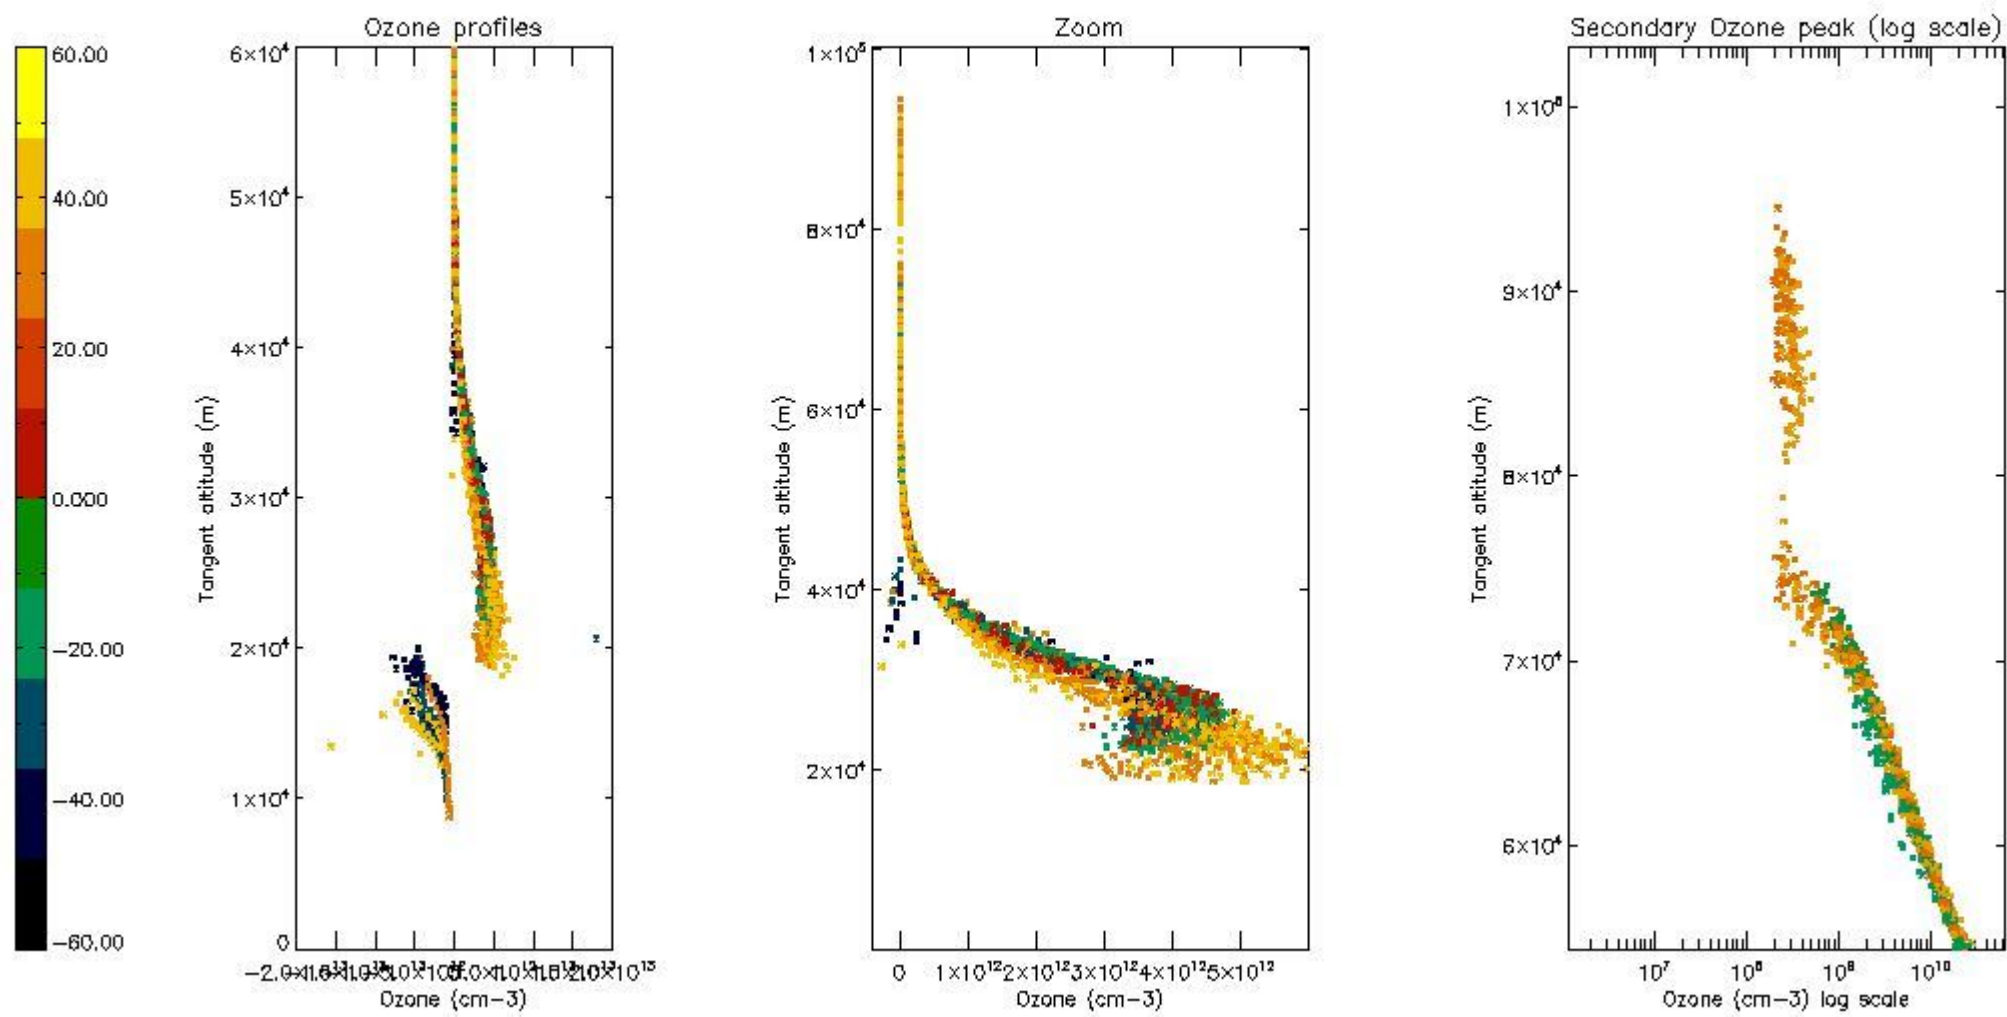 Ozone profiles
Zoom
Secondary Ozone peak (log scale)
60.00
40.00
20.00
0.000
-20.00
-40.00
-60.00
6×10⁴
5×10⁴
4×10⁴
3×10⁴
2×10⁴
1×10⁴
0
Tangent altitude (m)
Ozone (cm-3)
1×10⁵
8×10⁴
6×10⁴
4×10⁴
2×10⁴
Tangent altitude (m)
0 1×10¹² 2×10¹² 3×10¹² 4×10¹² 5×10¹²
Ozone (cm-3)
9×10⁴
8×10⁴
7×10⁴
6×10⁴
Tangent altitude (m)
10⁷ 10⁸ 10⁹ 10¹⁰
Ozone (cm-3) log scale